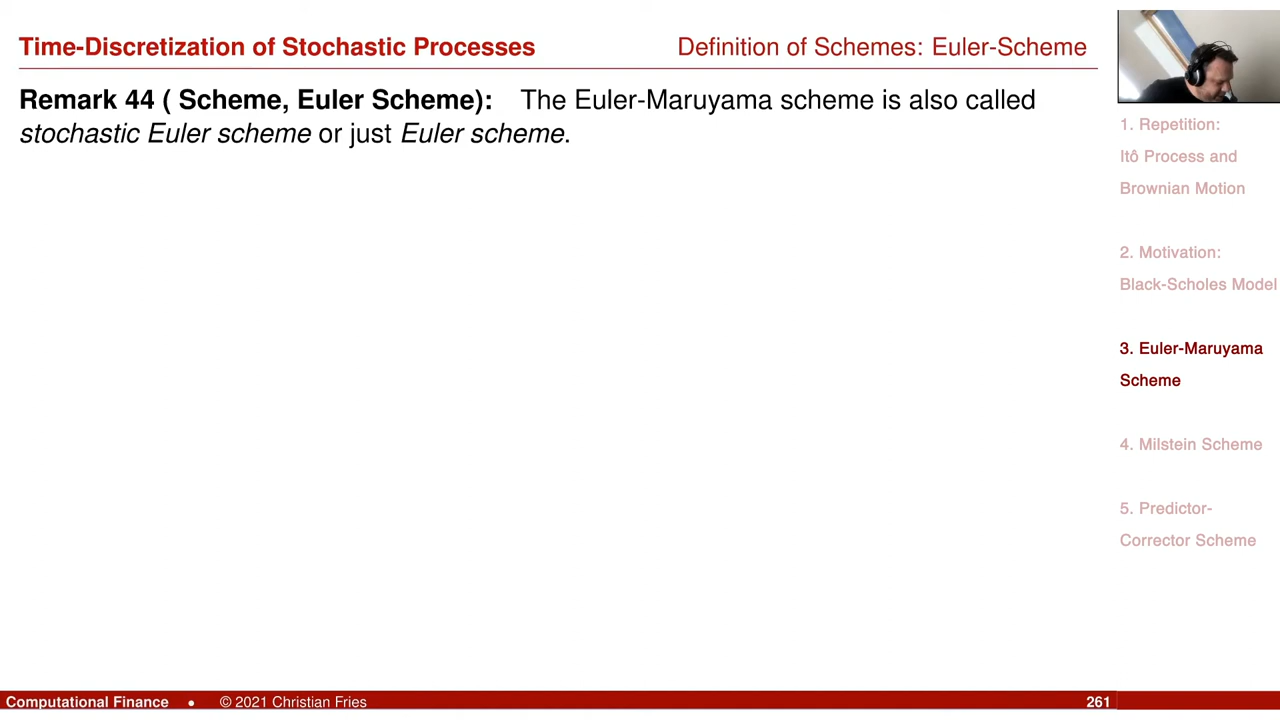 Time-Discretization of Stochastic Processes
Definition of Schemes: Euler-Scheme
Remark 44 ( Scheme, Euler Scheme): The Euler-Maruyama scheme is also called
stochastic Euler scheme or just Euler scheme.
1. Repetition:
Itô Process and
Brownian Motion
2. Motivation:
Black-Scholes Model
3. Euler-Maruyama
Scheme
4. Milstein Scheme
5. Predictor-
Corrector Scheme
Computational Finance • © 2021 Christian Fries
261